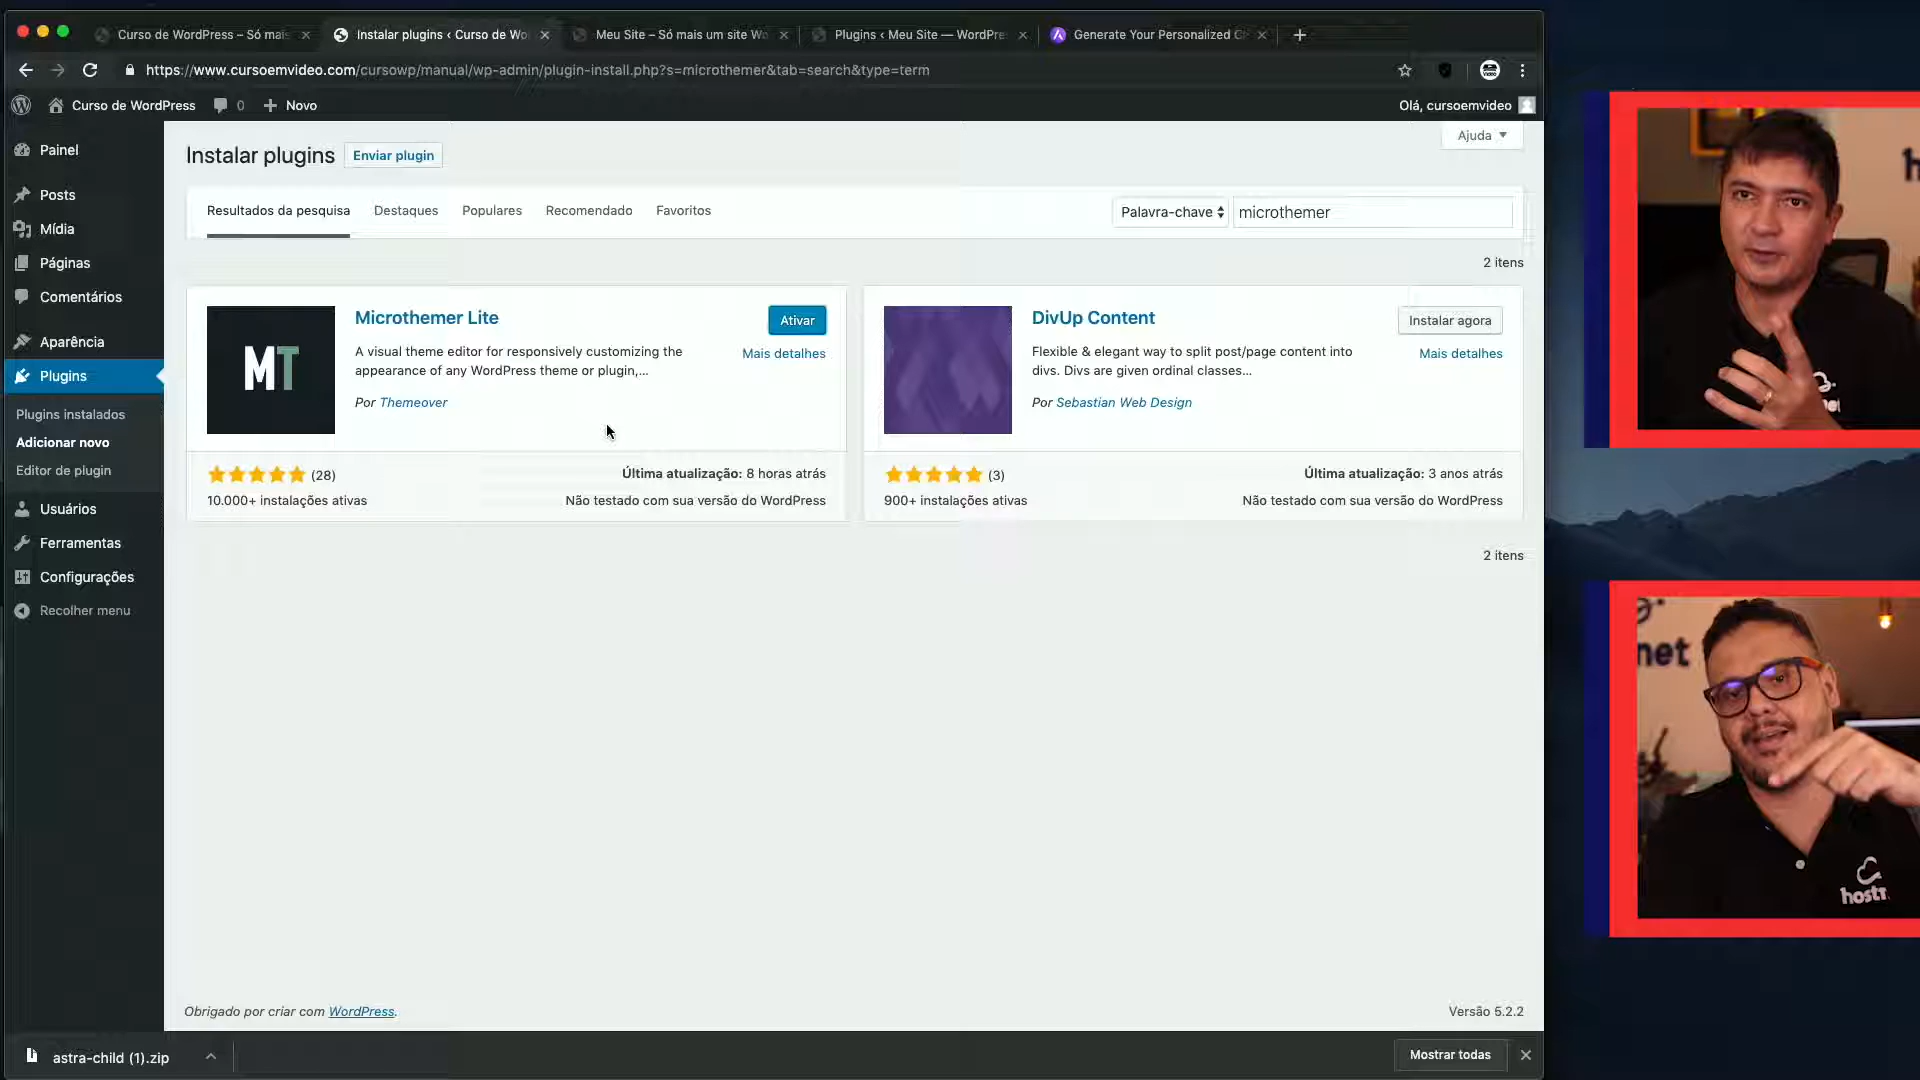 Curso de WordPress – Só mais
Instalar plugins ‹ Curso de Wo
Meu Site – Só mais um site Wo
Plugins ‹ Meu Site — WordPre
Generate Your Personalized C
https://www.cursoemvideo.com/cursowp/manual/wp-admin/plugin-install.php?s=microthemer&tab=search&type=term
Curso de WordPress
0
Novo
Olá, cursoemvideo
Ajuda
Painel
Posts
Mídia
Páginas
Comentários
Aparência
Plugins
Plugins instalados
Adicionar novo
Editor de plugin
Usuários
Ferramentas
Configurações
Recolher menu
Instalar plugins
Enviar plugin
Resultados da pesquisa
Destaques
Populares
Recomendado
Favoritos
Palavra-chave
microthemer
2 itens
MT
Microthemer Lite
Ativar
A visual theme editor for responsively customizing the
appearance of any WordPress theme or plugin,...
Mais detalhes
Por Themeover
(28)
Última atualização: 8 horas atrás
10.000+ instalações ativas
Não testado com sua versão do WordPress
DivUp Content
Instalar agora
Flexible & elegant way to split post/page content into
divs. Divs are given ordinal classes...
Mais detalhes
Por Sebastian Web Design
(3)
Última atualização: 3 anos atrás
900+ instalações ativas
Não testado com sua versão do WordPress
2 itens
Obrigado por criar com WordPress.
Versão 5.2.2
astra-child (1).zip
Mostrar todas
net
host